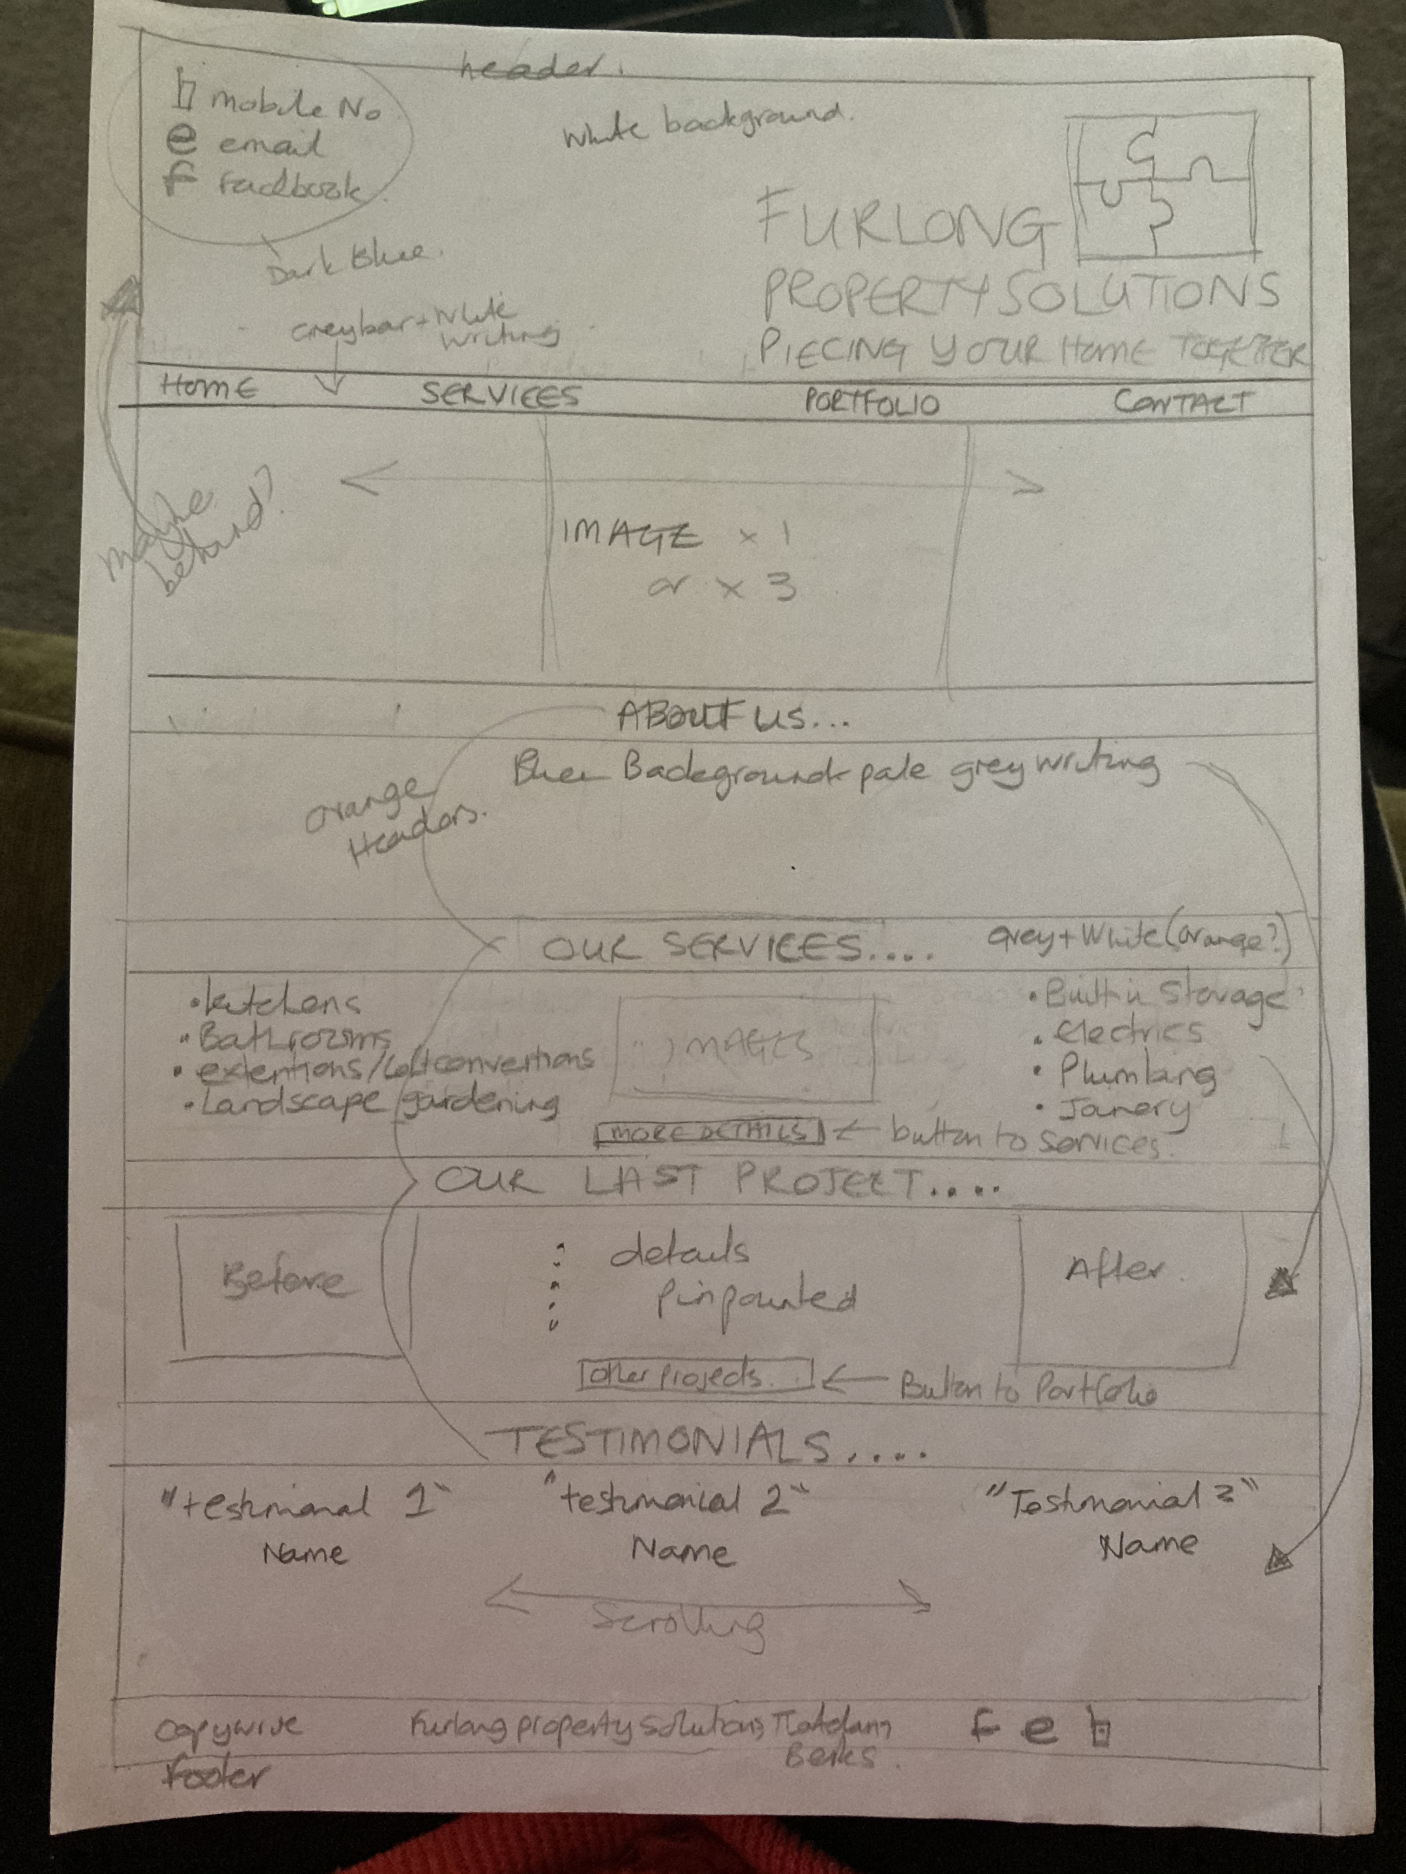 header.
mobile No
e email
f facebook.
White background.
Dark Blue.
FURLONG
PROPERTY SOLUTIONS
PIECING YOUR HOME TOGETHER
Grey bar + White
Writing
HOME SERVICES PORTFOLIO CONTACT
maybe
behind?
IMAGE x 1
or x 3
ABOUT US...
Blue Background pale grey writing
orange
Headers.
OUR SERVICES.... Grey + White (orange?)
• kitchens
• Bathrooms
• extentions/loft conventions
• Landscape gardening
IMAGES
• Built in Storage
• electrics
• Plumbing
• Joinery
MORE DETAILS ← button to services.
OUR LAST PROJECT....
Before
details
pinpointed
After.
other projects. ← Button to Portfolio
TESTIMONIALS....
"testimonial 1" "testimonial 2" "Testimonial 3"
Name Name Name
Scrolling
Copywrite Furlong property solutions,
Berks.
f e
footer